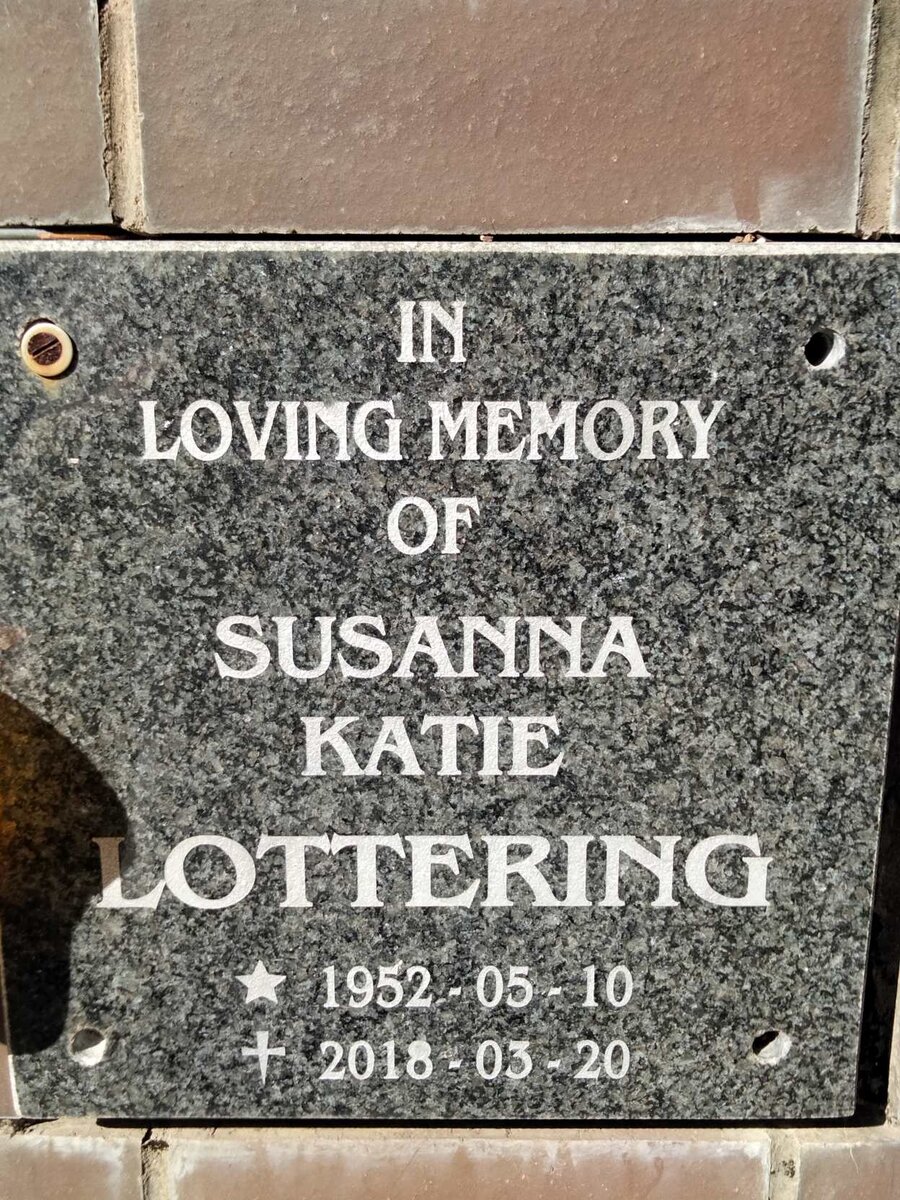 IN
LOVING MEMORY
OF
SUSANNA
KATIE
LOTTERING
★ 1952 - 05 - 10
✝ 2018 - 03 - 20